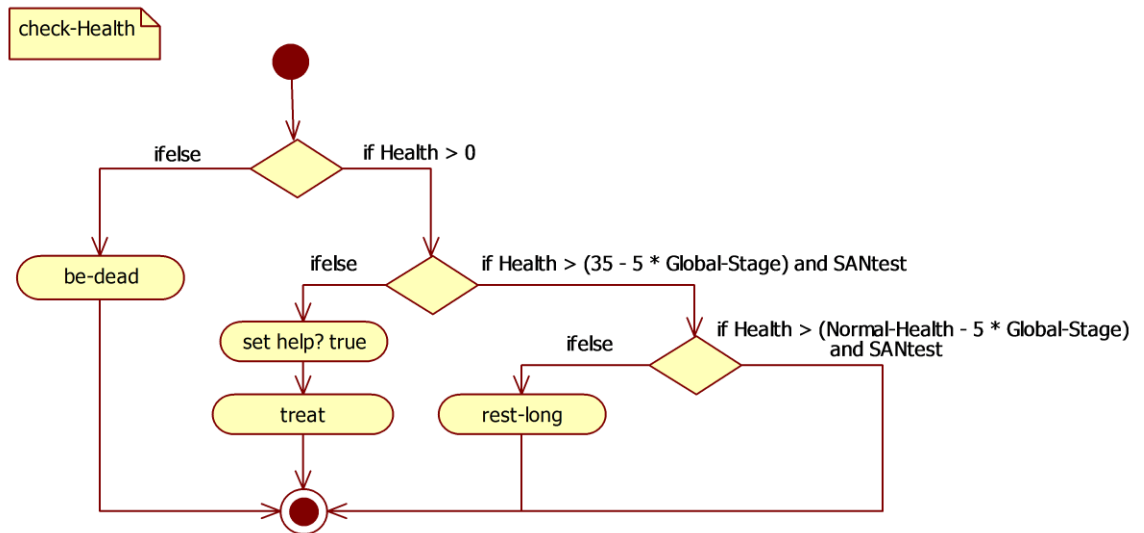 check-Health
ifelse
if Health > 0
be-dead
ifelse
if Health > (35 - 5 * Global-Stage) and SANtest
set help? true
ifelse
if Health > (Normal-Health - 5 * Global-Stage)
and SANtest
treat
rest-long